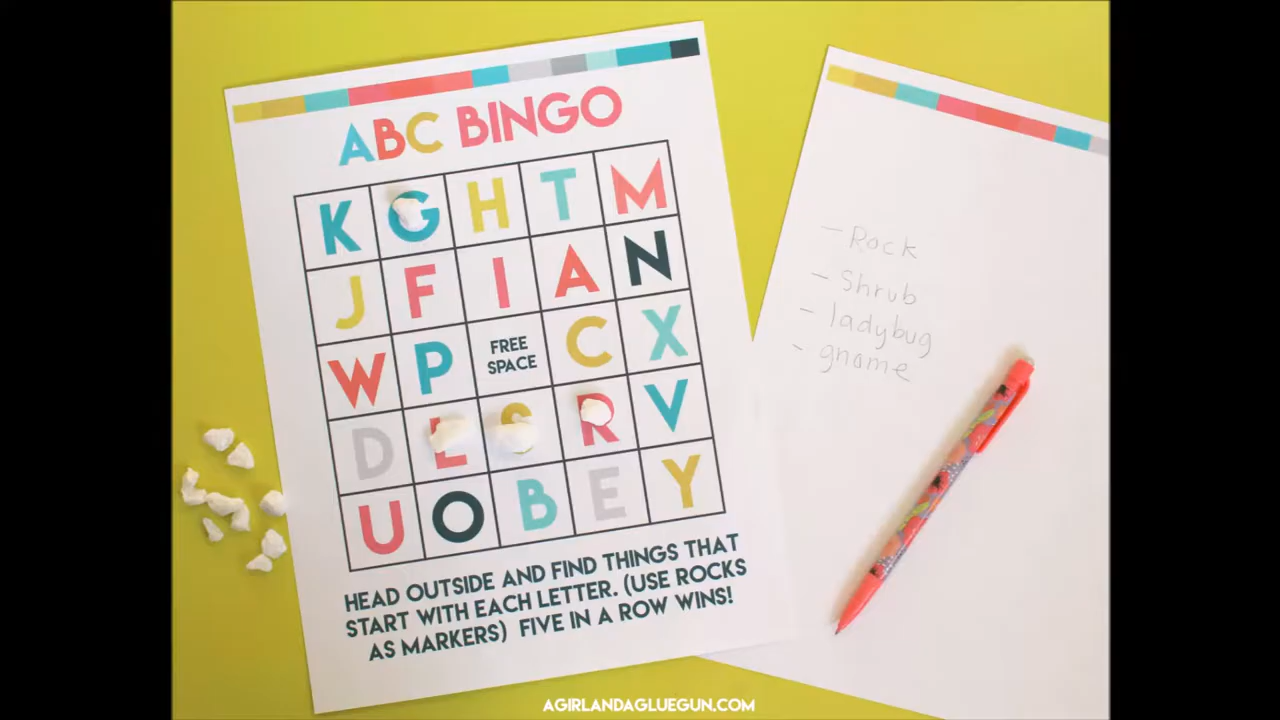 ABC BINGO
K G H T M
J F I A N
W P FREE SPACE C X
D L S R V
U O B E Y
HEAD OUTSIDE AND FIND THINGS THAT
START WITH EACH LETTER. (USE ROCKS
AS MARKERS) FIVE IN A ROW WINS!
- Rock
- Shrub
- ladybug
- gnome
AGIRLANDAGLUEGUN.COM